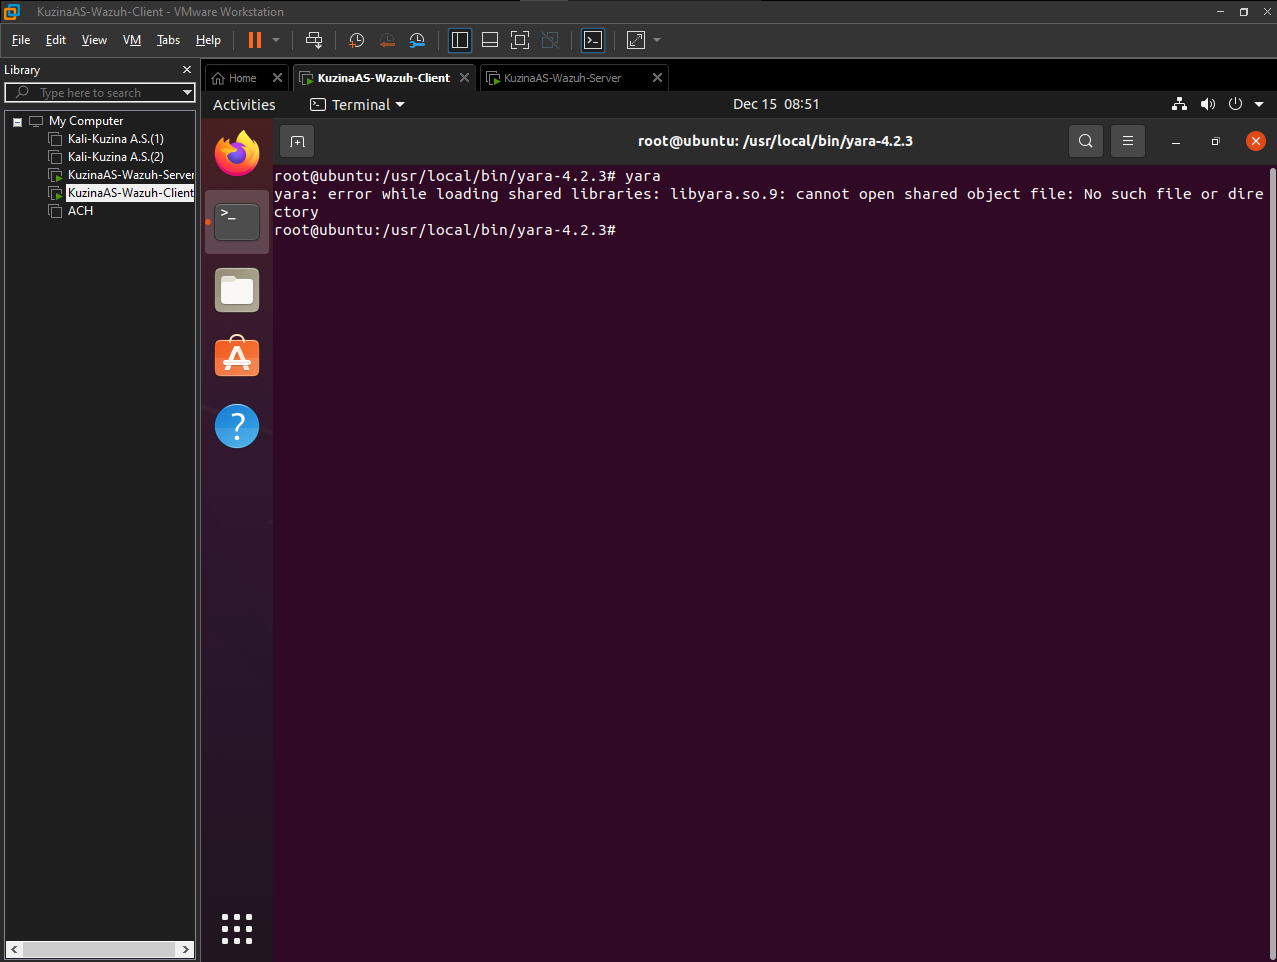 KuzinaAS-Wazuh-Client - VMware Workstation
File Edit View VM Tabs Help
Library
Type here to search
My Computer
Kali-Kuzina A.S.(1)
Kali-Kuzina A.S.(2)
KuzinaAS-Wazuh-Server
KuzinaAS-Wazuh-Client
ACH
Home
KuzinaAS-Wazuh-Client
KuzinaAS-Wazuh-Server
Activities
Terminal
Dec 15 08:51
root@ubuntu: /usr/local/bin/yara-4.2.3
root@ubuntu:/usr/local/bin/yara-4.2.3# yara
yara: error while loading shared libraries: libyara.so.9: cannot open shared object file: No such file or dire
ctory
root@ubuntu:/usr/local/bin/yara-4.2.3#